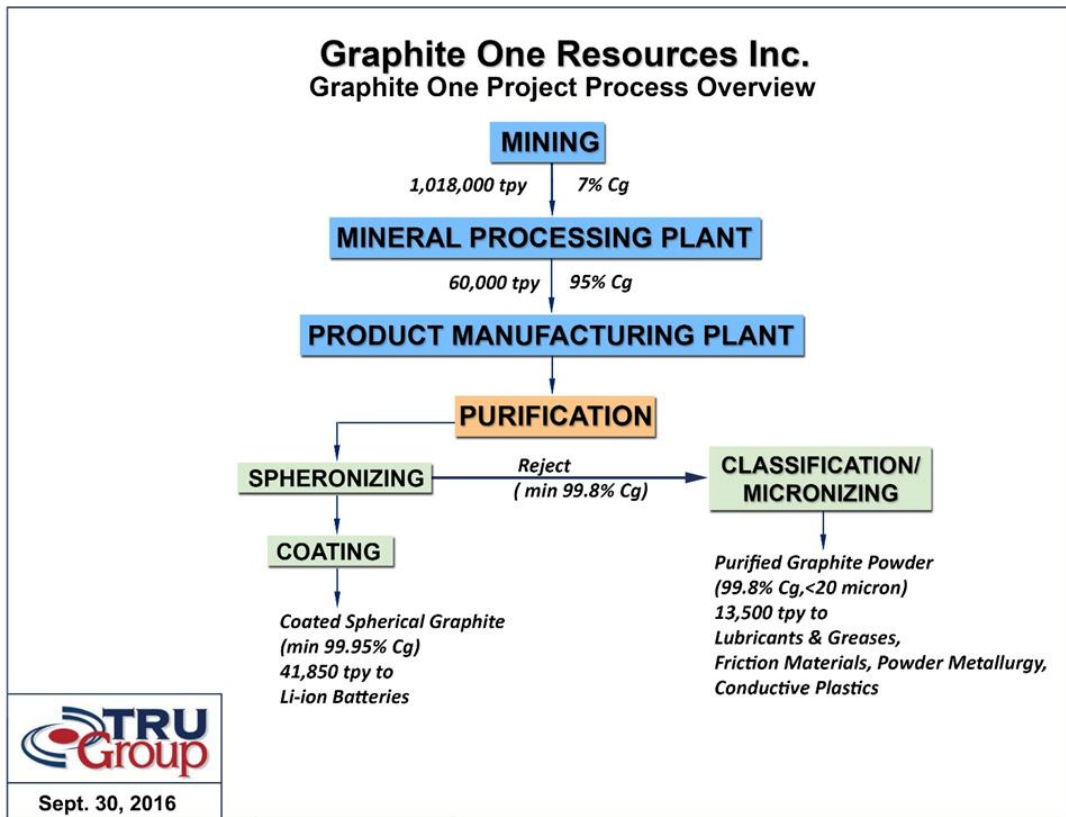 Graphite One Resources Inc.
Graphite One Project Process Overview
MINING
1,018,000 tpy 7% Cg
MINERAL PROCESSING PLANT
60,000 tpy 95% Cg
PRODUCT MANUFACTURING PLANT
PURIFICATION
SPHERONIZING
Reject
( min 99.8% Cg)
CLASSIFICATION/
MICRONIZING
COATING
Coated Spherical Graphite
(min 99.95% Cg)
41,850 tpy to
Li-ion Batteries
Purified Graphite Powder
(99.8% Cg,<20 micron)
13,500 tpy to
Lubricants & Greases,
Friction Materials, Powder Metallurgy,
Conductive Plastics
TRU
Group
Sept. 30, 2016